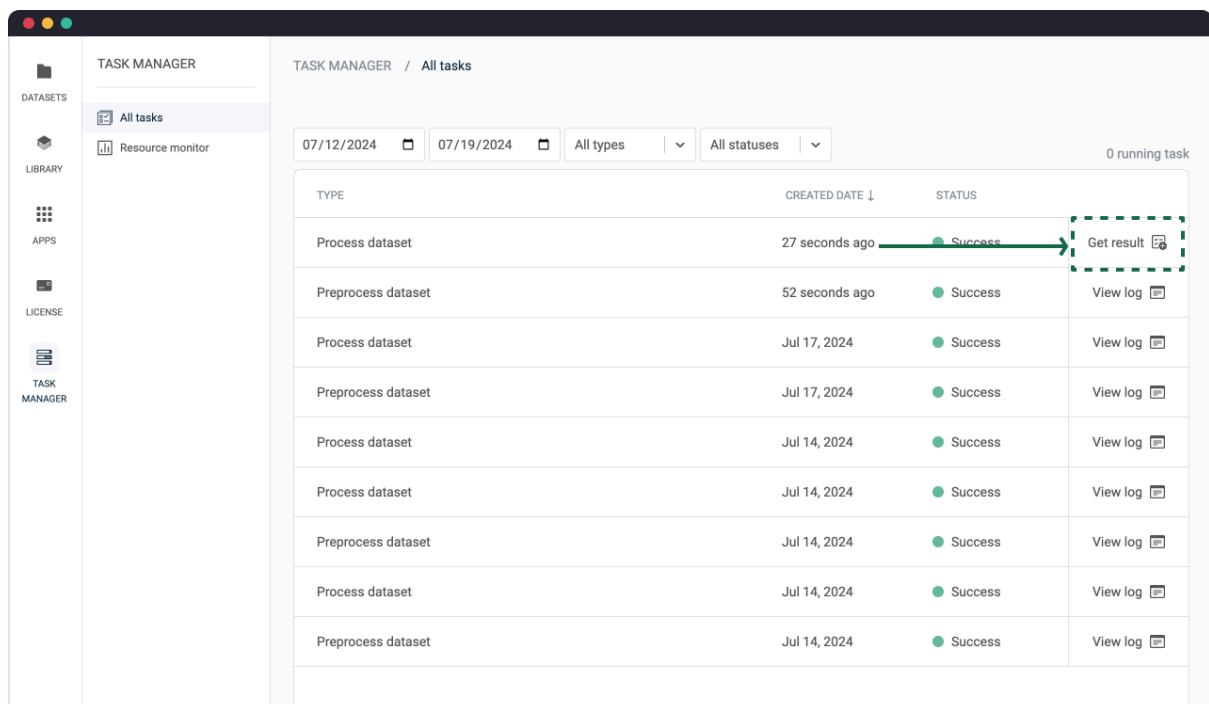 DATASETS
LIBRARY
APPS
LICENSE
TASK
MANAGER
TASK MANAGER
All tasks
Resource monitor
TASK MANAGER / All tasks
07/12/2024 07/19/2024 All types All statuses
0 running task
TYPE CREATED DATE ↓ STATUS
Process dataset 27 seconds ago Success Get result
Preprocess dataset 52 seconds ago Success View log
Process dataset Jul 17, 2024 Success View log
Preprocess dataset Jul 17, 2024 Success View log
Process dataset Jul 14, 2024 Success View log
Process dataset Jul 14, 2024 Success View log
Preprocess dataset Jul 14, 2024 Success View log
Process dataset Jul 14, 2024 Success View log
Preprocess dataset Jul 14, 2024 Success View log